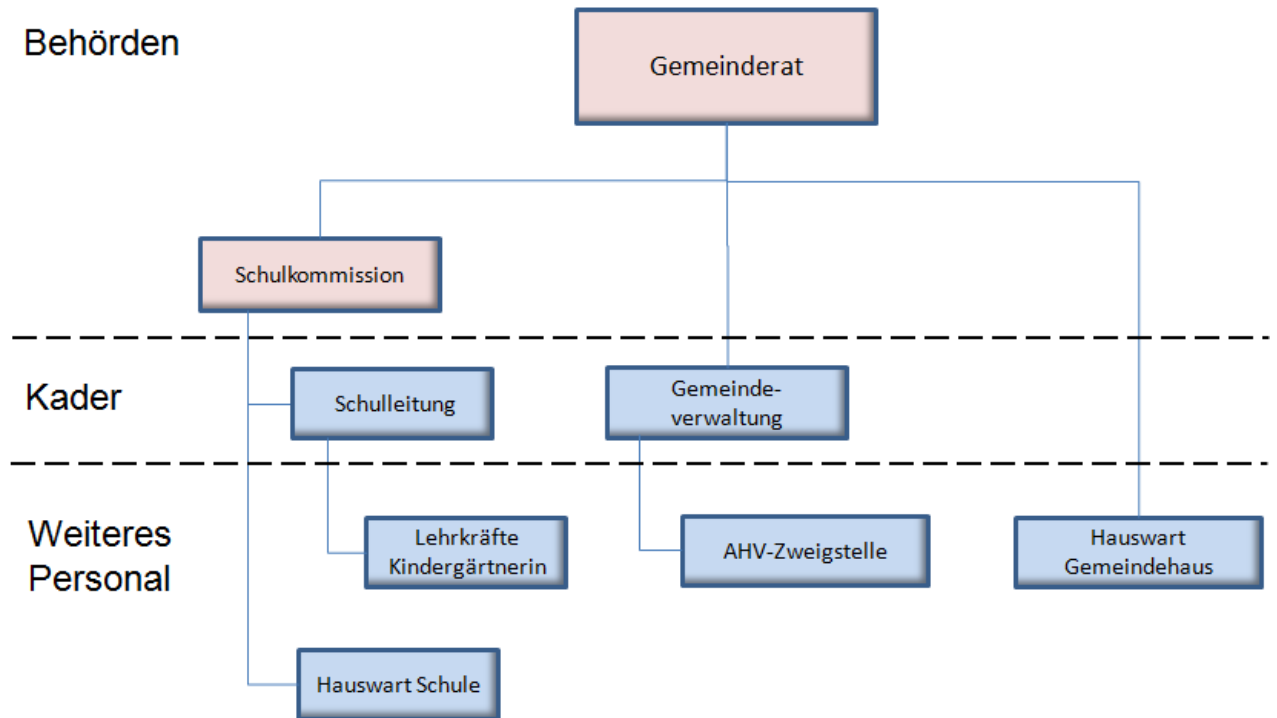 Behörden
Gemeinderat
Schulkommission
Kader
Schulleitung
Gemeinde-
verwaltung
Weiteres
Personal
Lehrkräfte
Kindergärtnerin
AHV-Zweigstelle
Hauswart
Gemeindehaus
Hauswart Schule